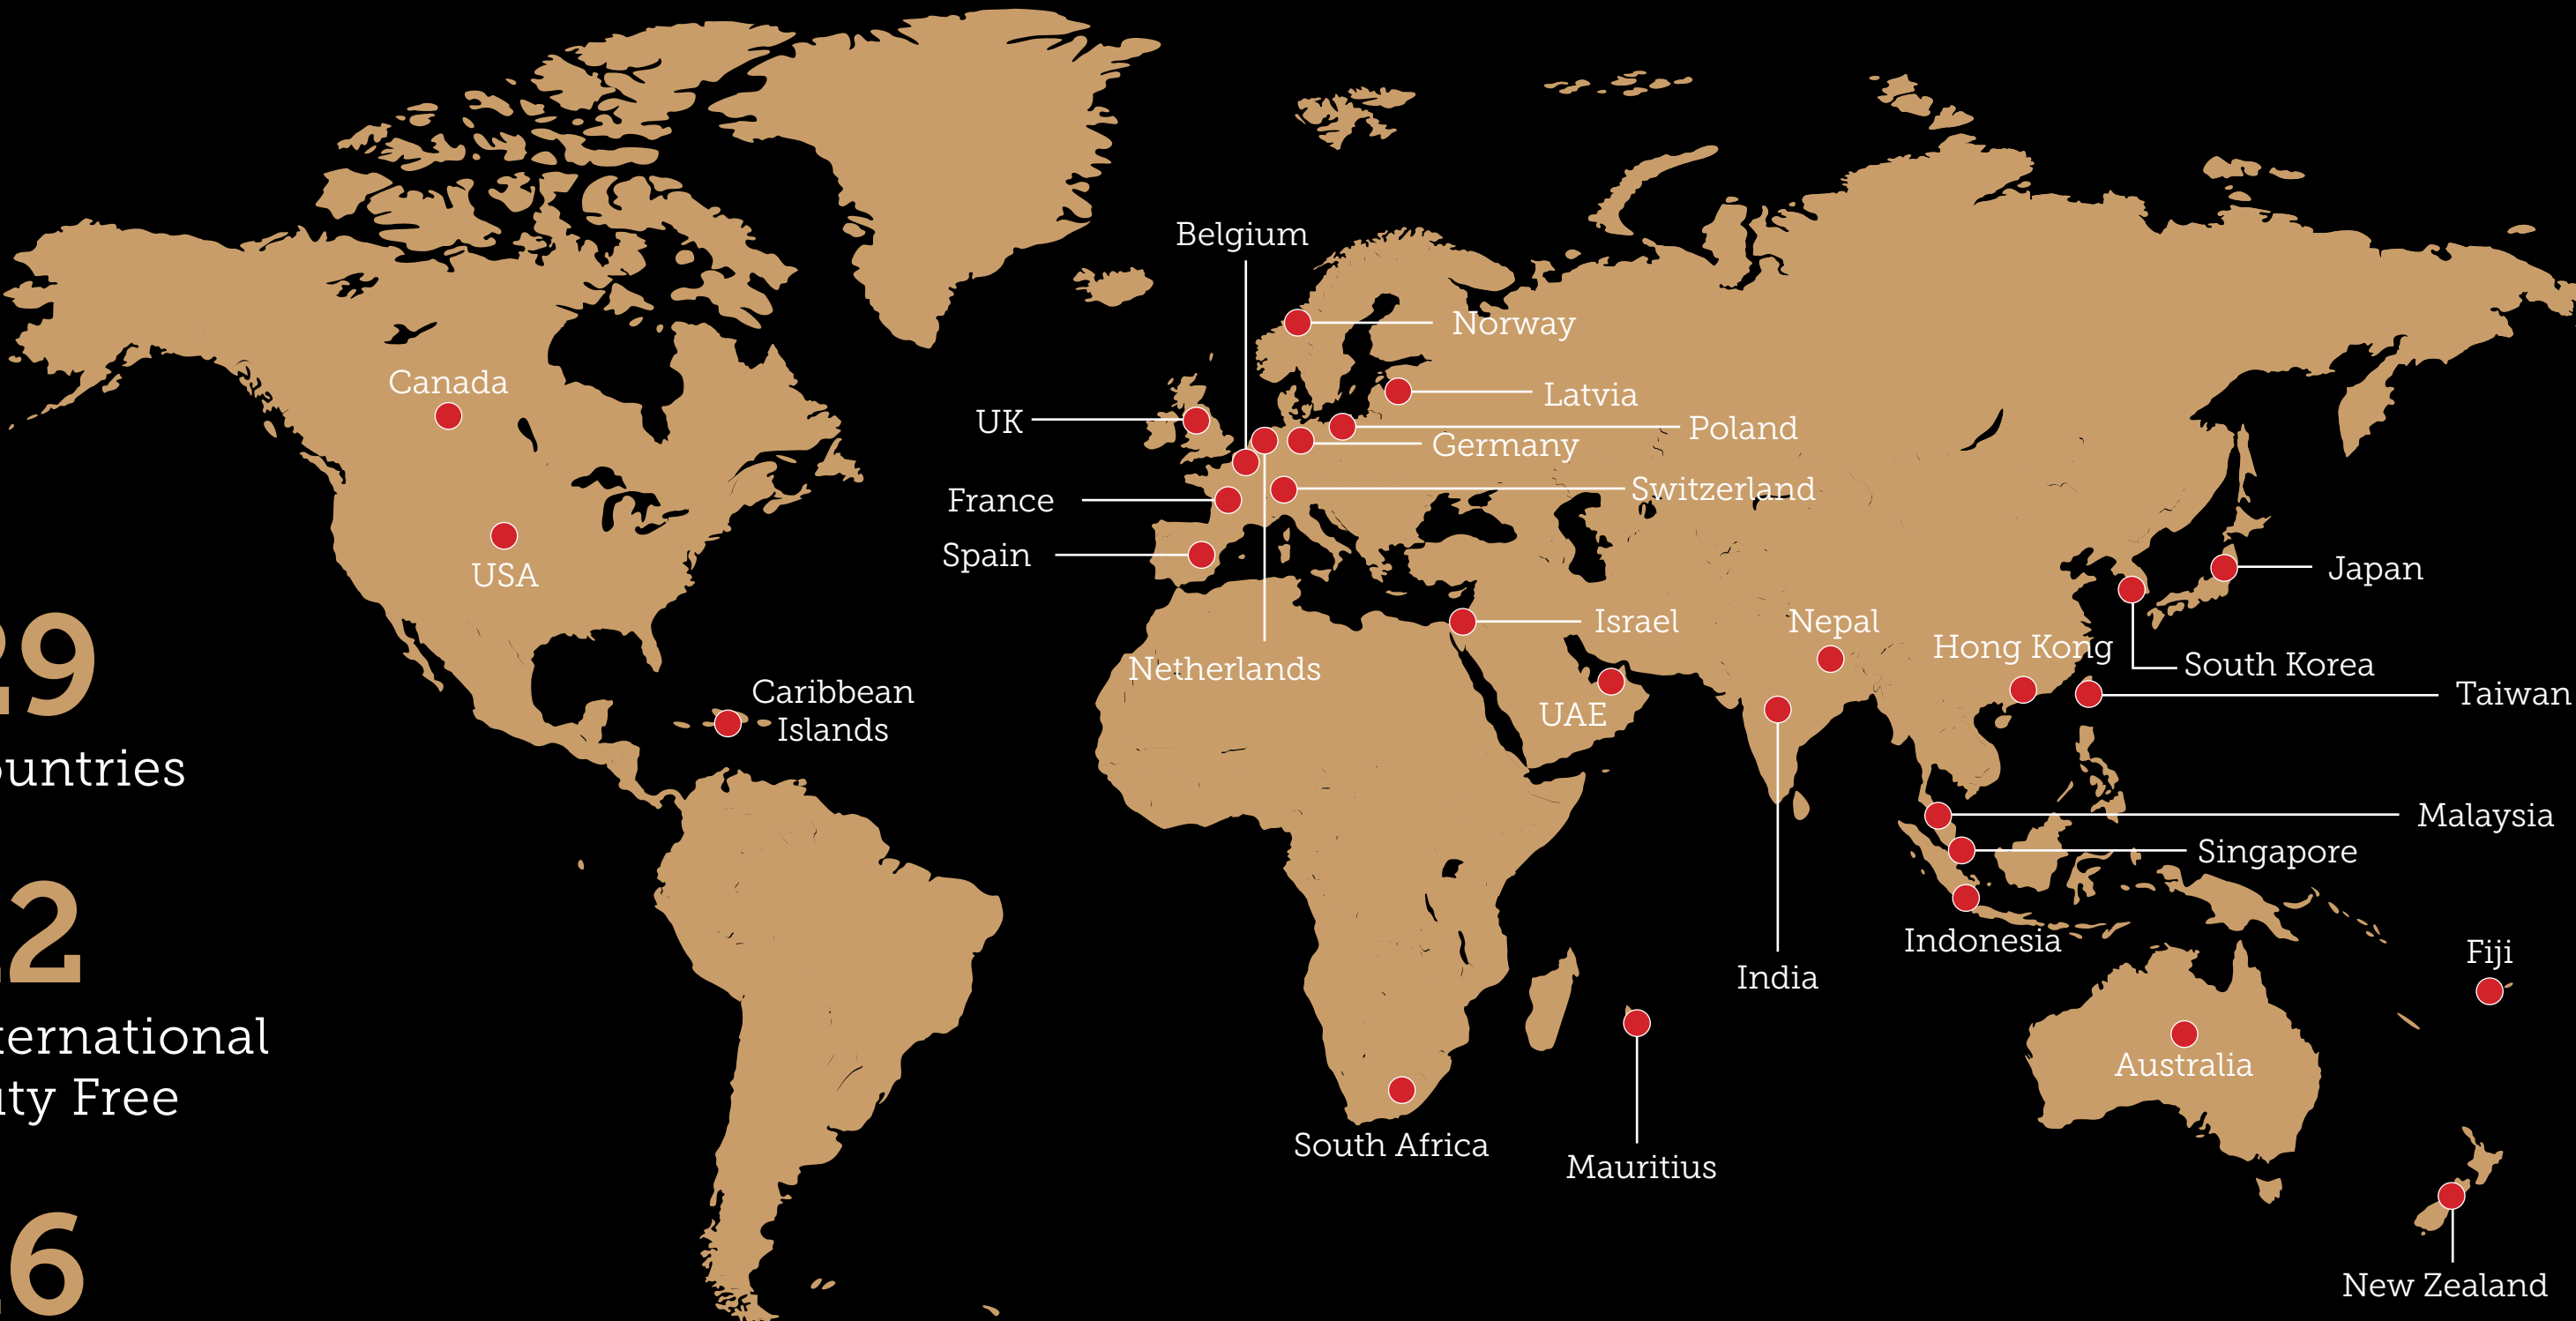 Belgium
Norway
Canada
Latvia
UK
Poland
Germany
Switzerland
France
Spain
USA
Japan
Israel
Nepal
Hong Kong
South Korea
Netherlands
Taiwan
Caribbean
Islands
UAE
29
ountries
Malaysia
Singapore
2
Indonesia
Fiji
India
ternational
Australia
ty Free
South Africa
Mauritius
6
New Zealand